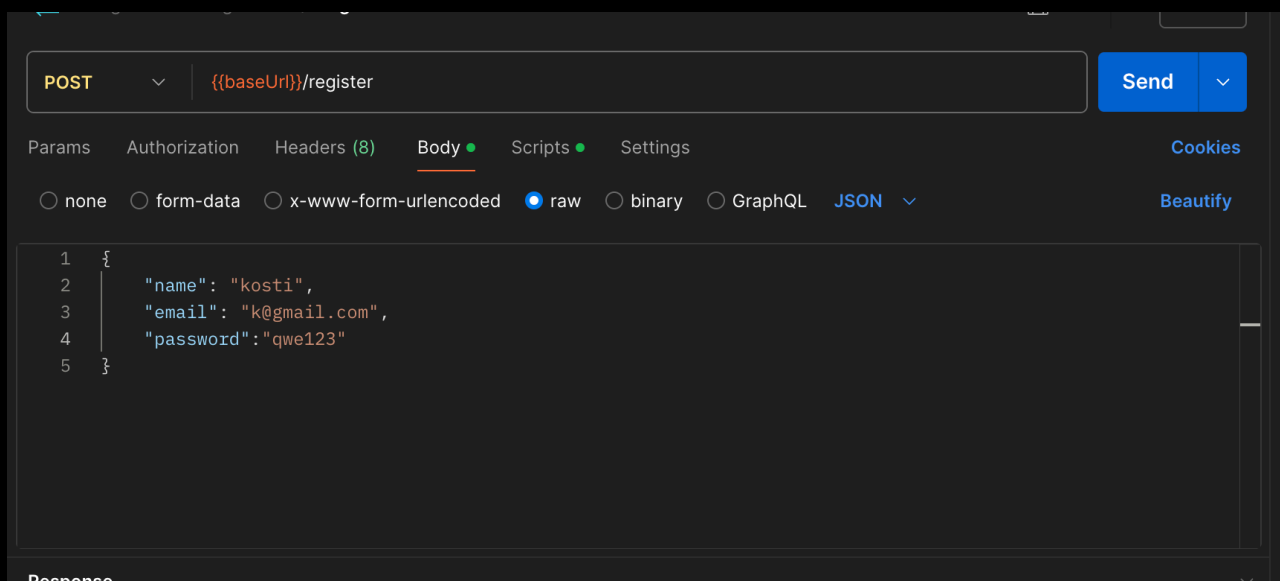 POST {{baseUrl}}/register Send
Params Authorization Headers (8) Body Scripts Settings Cookies
none form-data x-www-form-urlencoded raw binary GraphQL JSON Beautify
1 {
2 "name": "kosti",
3 "email": "k@gmail.com",
4 "password":"qwe123"
5 }
Response